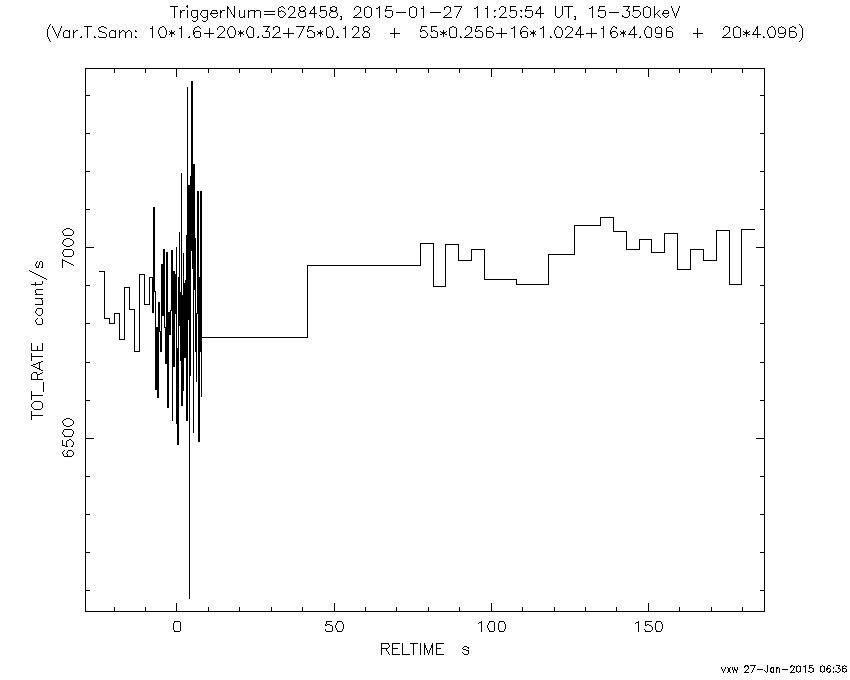 TriggerNum=628458, 2015-01-27 11:25:54 UT, 15-350keV
(Var.T.Sam: 10*1.6+20*0.32+75*0.128 + 55*0.256+16*1.024+16*4.096 + 20*4.096)
TOT_RATE count/s
7000
6500
0 50 100 150
RELTIME s
vxw 27-Jan-2015 06:36